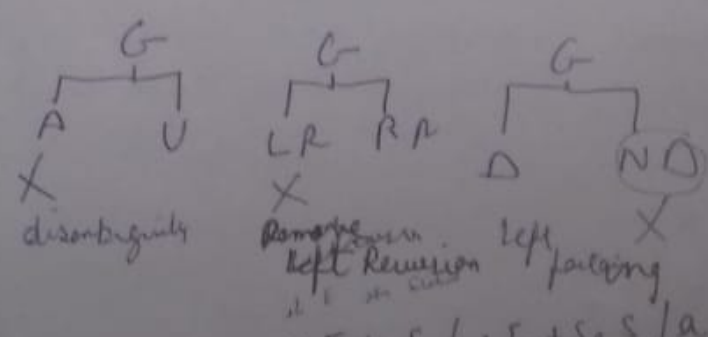 G G G
A U LR RR D ND
X X X
disambiguity Remove Left
Left Recursion factoring